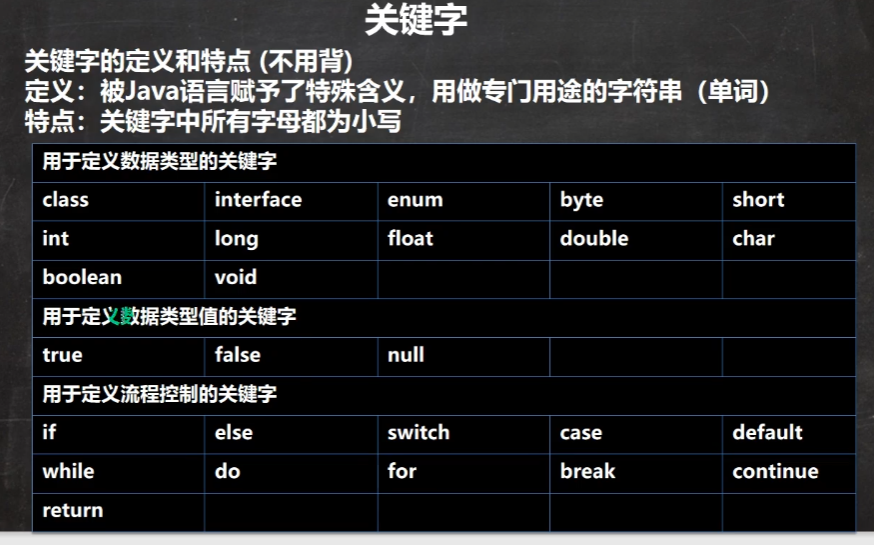 关键字
关键字的定义和特点 (不用背)
定义：被Java语言赋予了特殊含义，用做专门用途的字符串（单词）
特点：关键字中所有字母都为小写
用于定义数据类型的关键字
class interface enum byte short
int long float double char
boolean void
用于定义数据类型值的关键字
true false null
用于定义流程控制的关键字
if else switch case default
while do for break continue
return